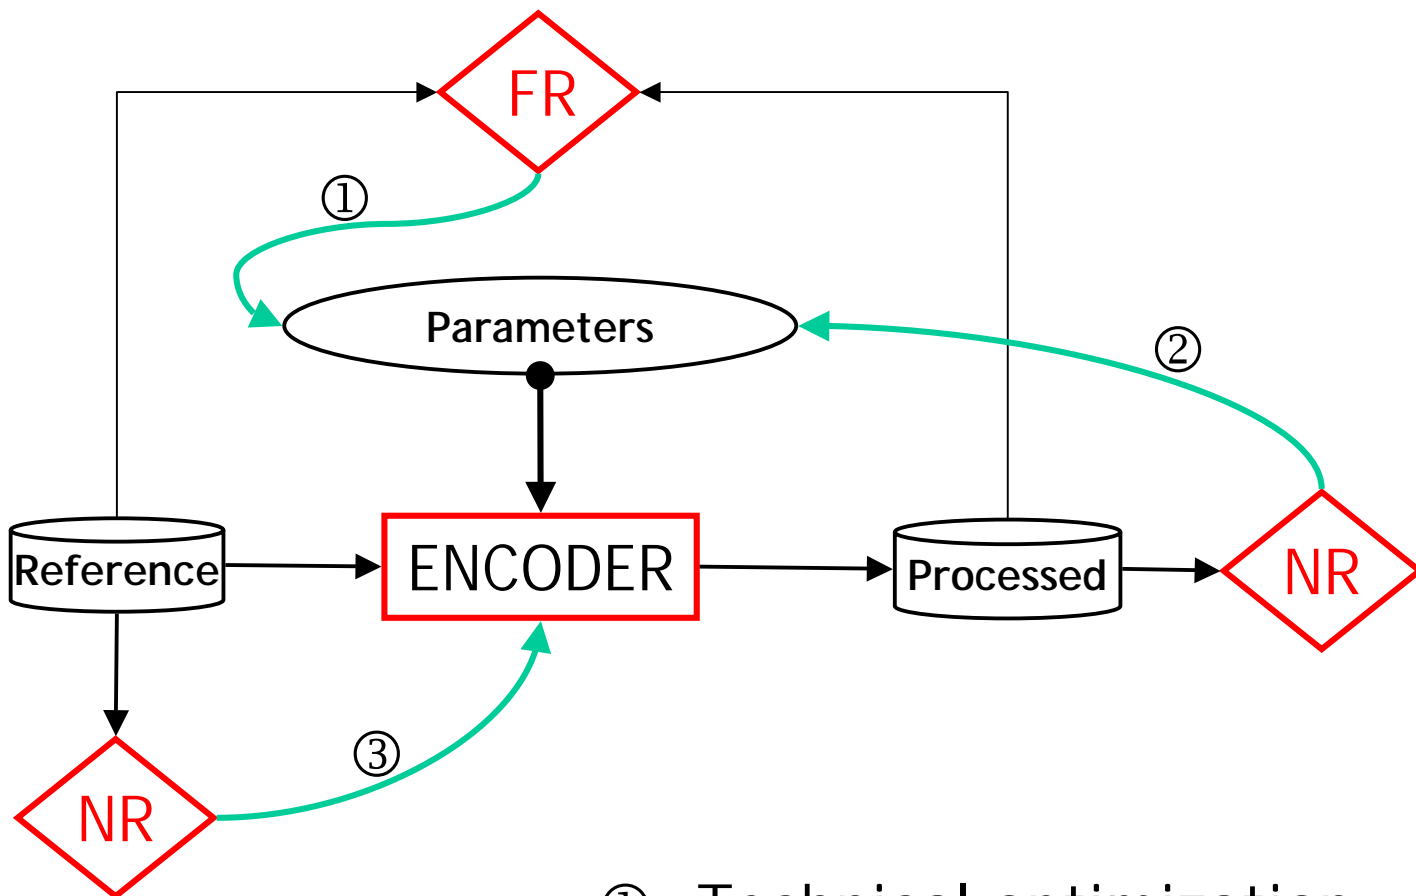 FR
①
Parameters
②
Reference
ENCODER
Processed
NR
③
NR
① Technical optimization